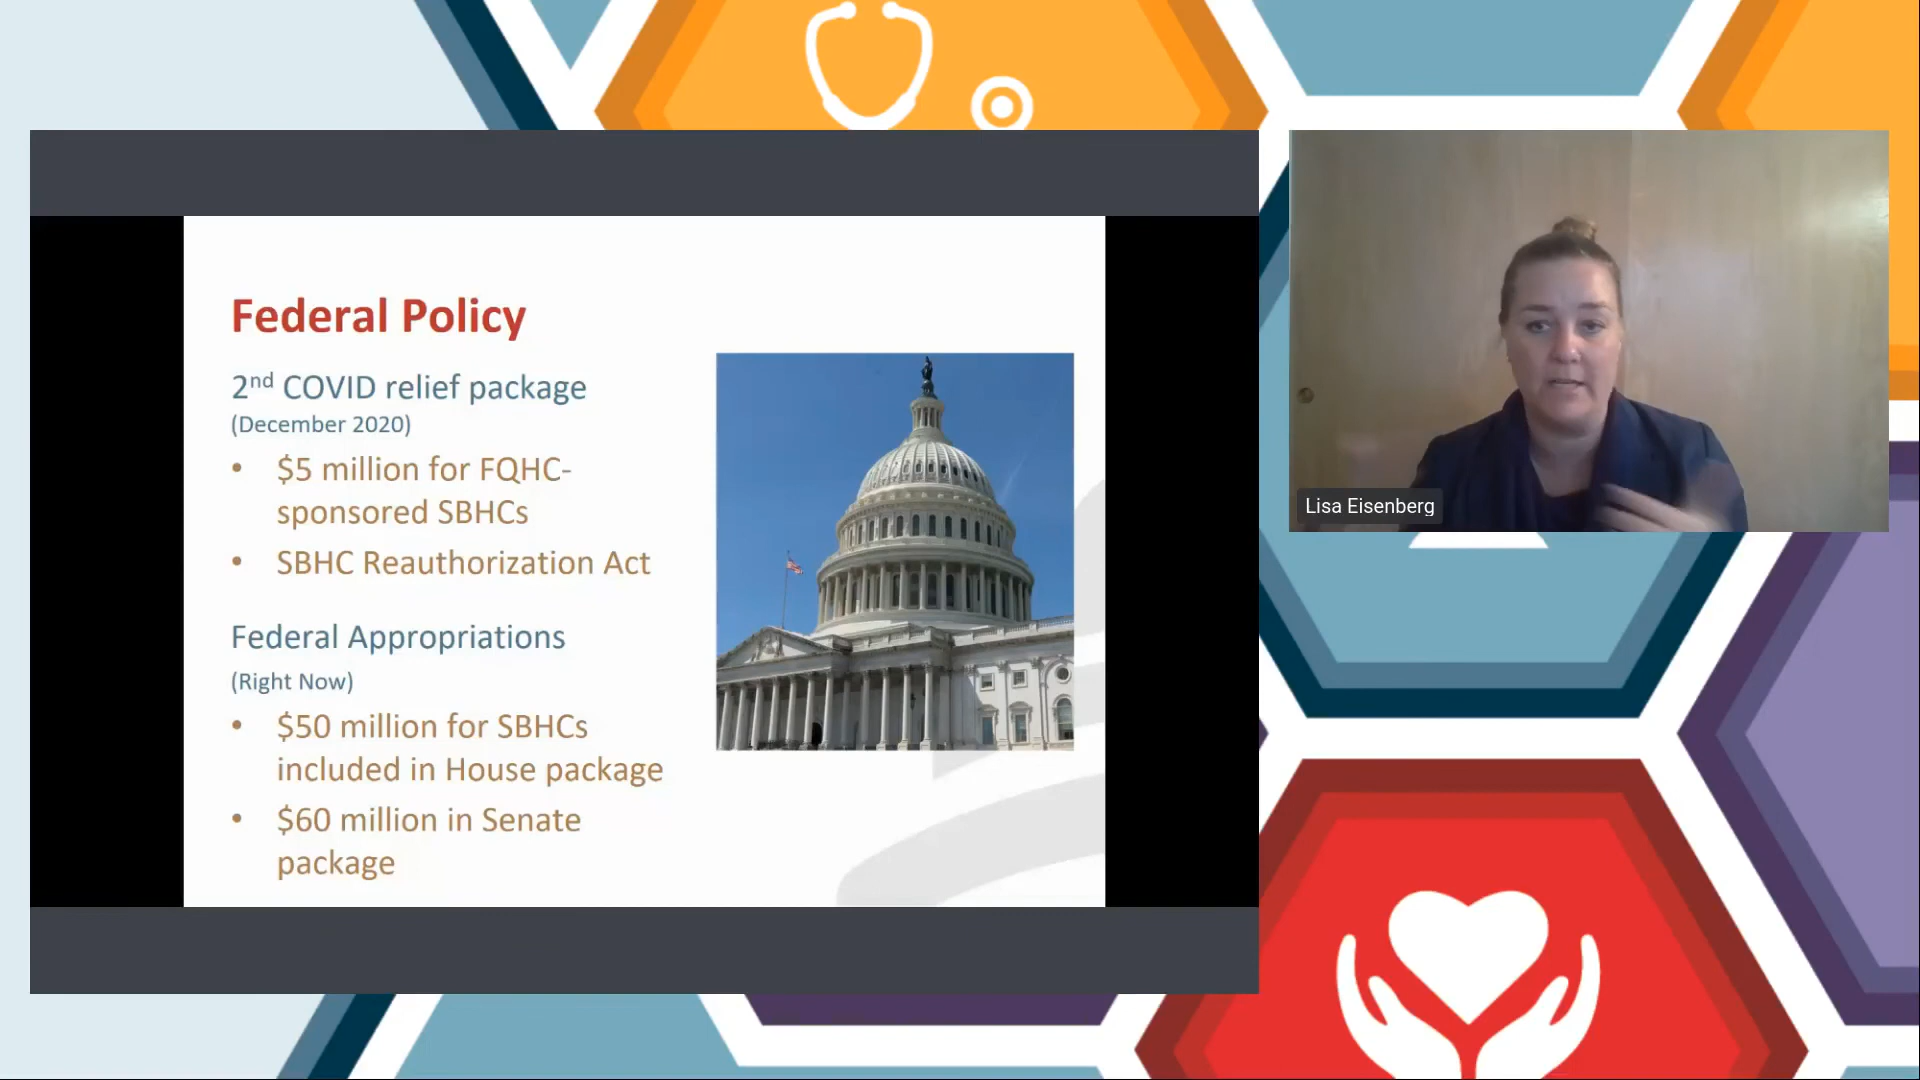 Federal Policy
2nd COVID relief package
(December 2020)
• $5 million for FQHC-
sponsored SBHCs
• SBHC Reauthorization Act
Federal Appropriations
(Right Now)
• $50 million for SBHCs
included in House package
• $60 million in Senate
package
Lisa Eisenberg